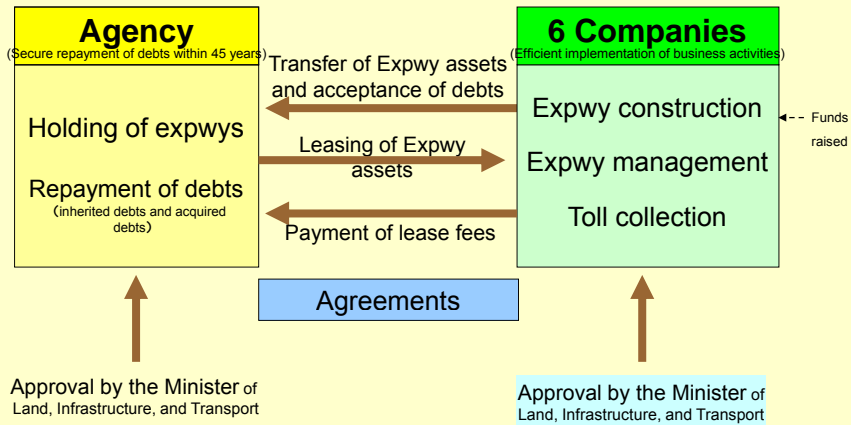 Agency
(Secure repayment of debts within 45 years)
Holding of expwys
Repayment of debts
(inherited debts and acquired
debts)
Transfer of Expwy assets
and acceptance of debts
Leasing of Expwy
assets
Payment of lease fees
Agreements
6 Companies
(Efficient implementation of business activities)
Expwy construction
Expwy management
Toll collection
Funds
raised
Approval by the Minister of
Land, Infrastructure, and Transport
Approval by the Minister of
Land, Infrastructure, and Transport